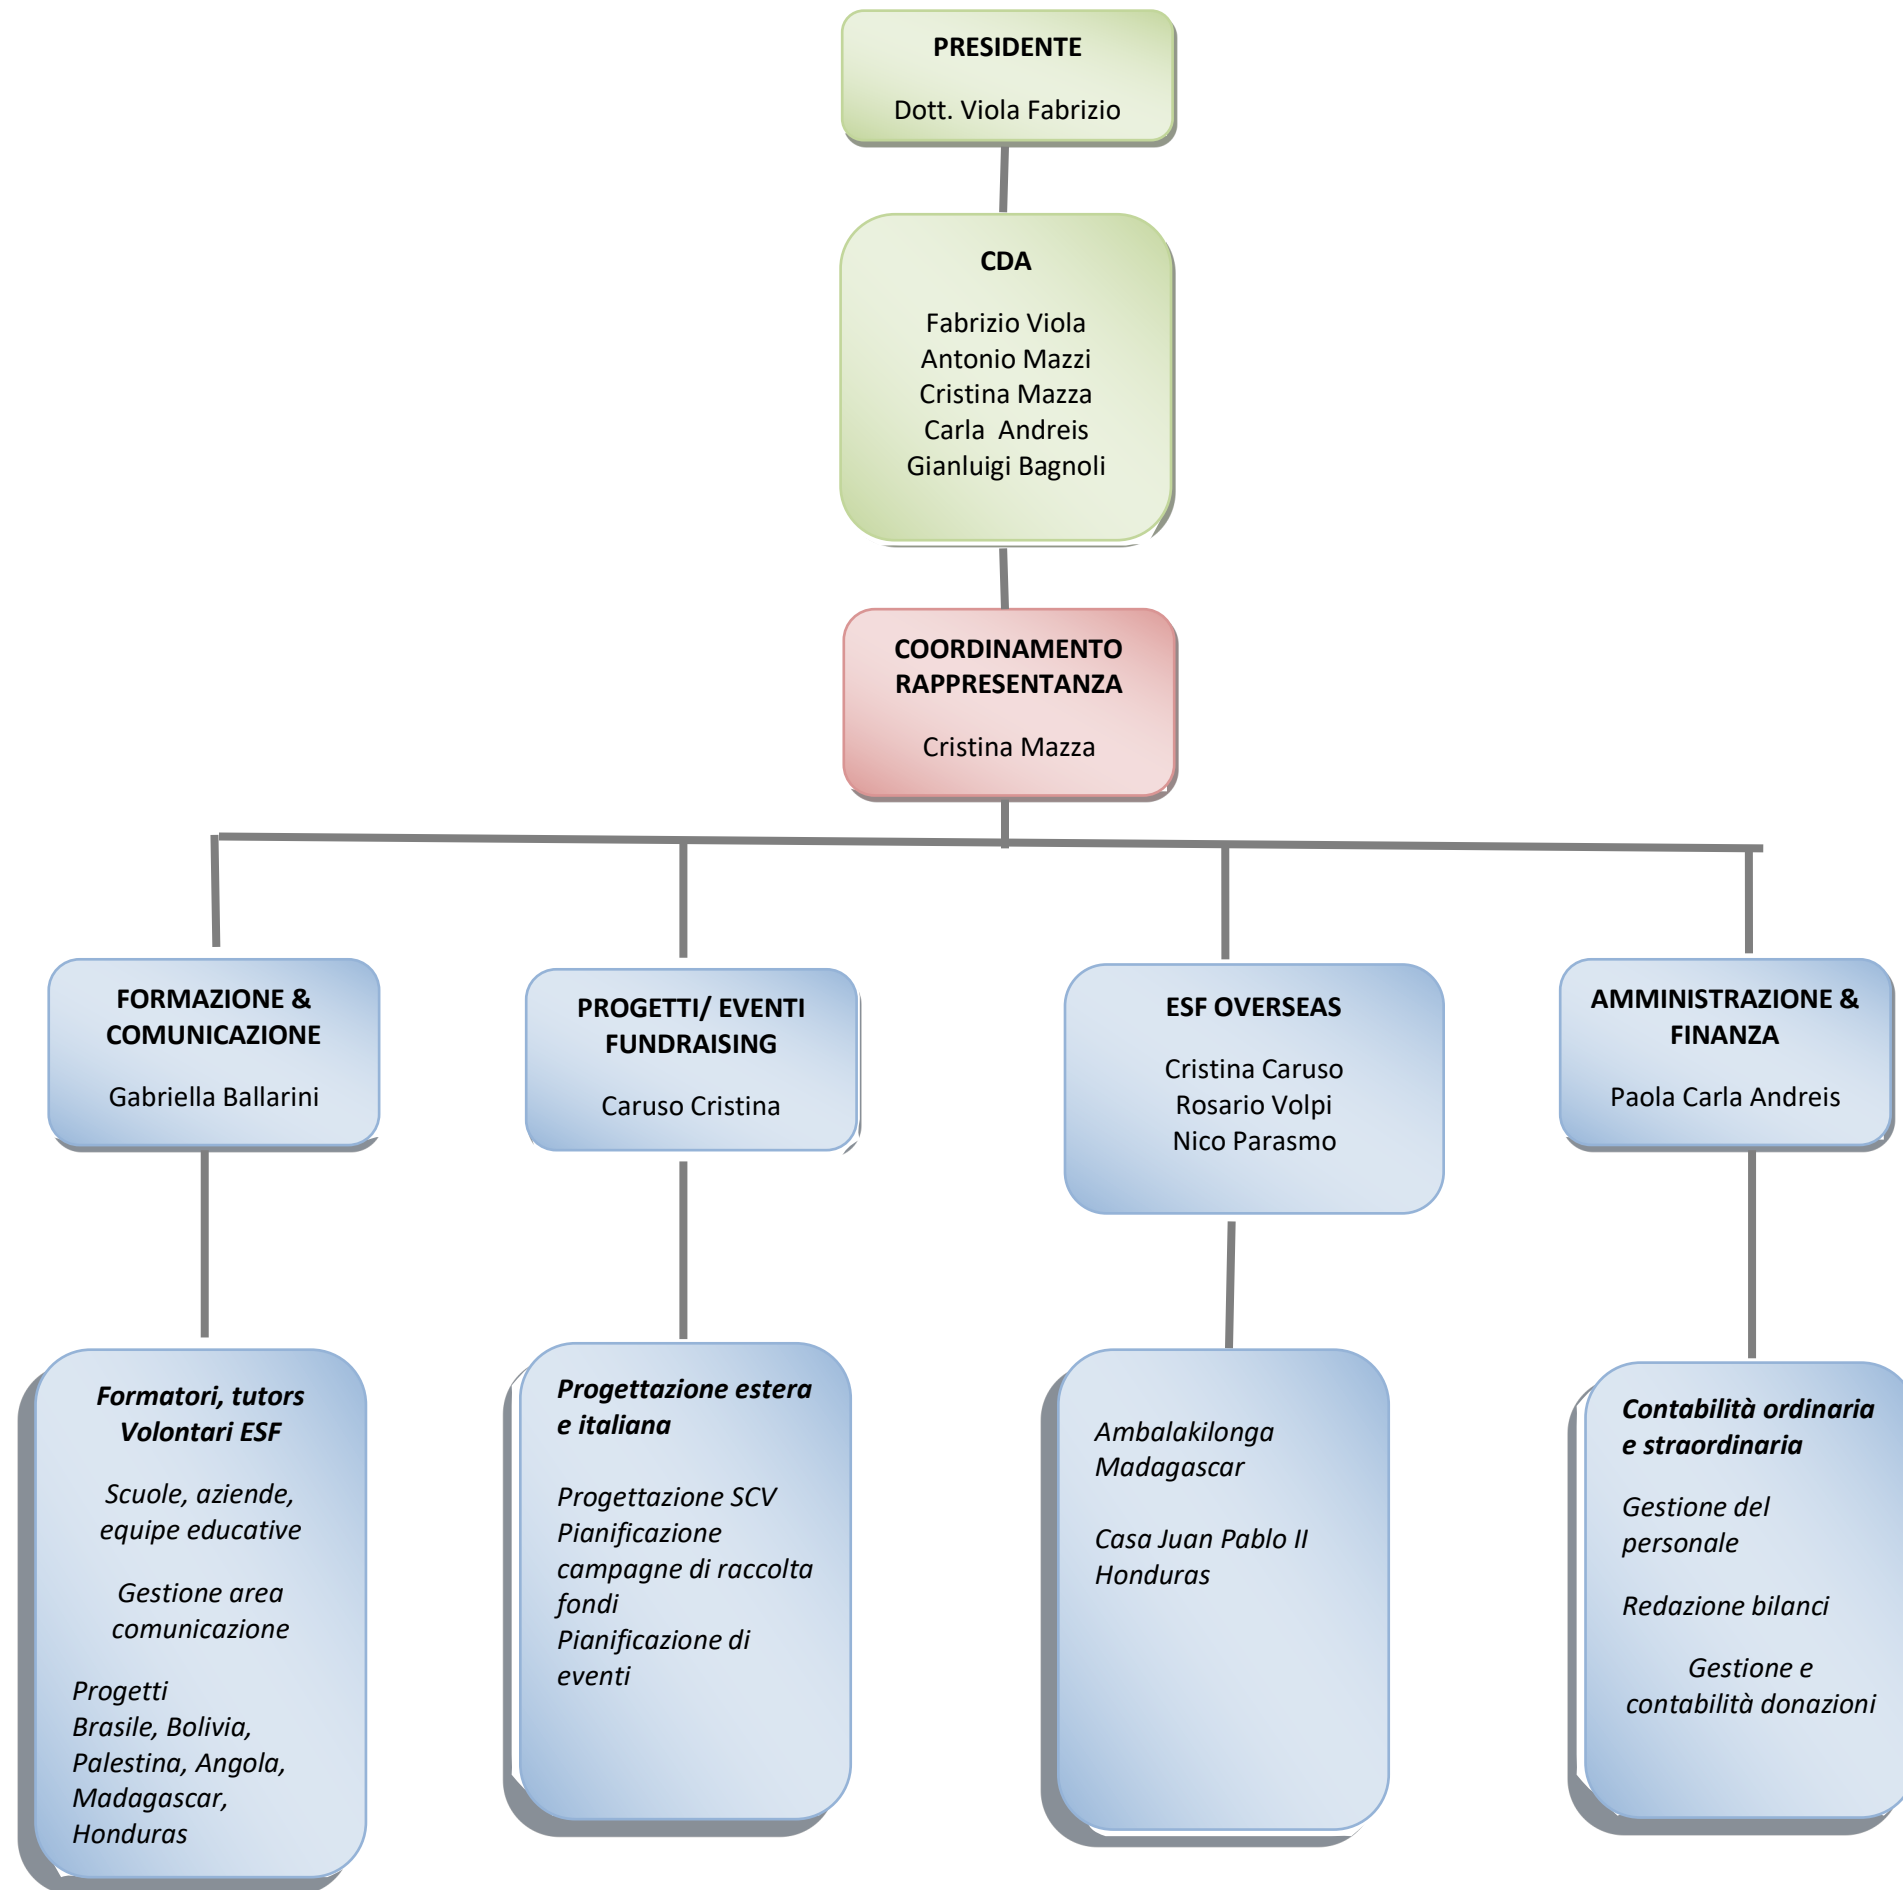 PRESIDENTE
Dott. Viola Fabrizio
CDA
Fabrizio Viola
Antonio Mazzi
Cristina Mazza
Carla  Andreis
Gianluigi Bagnoli
COORDINAMENTO
RAPPRESENTANZA
Cristina Mazza
FORMAZIONE &
COMUNICAZIONE
Gabriella Ballarini
PROGETTI/ EVENTI
FUNDRAISING
Caruso Cristina
ESF OVERSEAS
Cristina Caruso
Rosario Volpi
Nico Parasmo
AMMINISTRAZIONE &
FINANZA
Paola Carla Andreis
Formatori, tutors
Volontari ESF
Scuole, aziende,
equipe educative
Gestione area
comunicazione
Progetti
Brasile, Bolivia,
Palestina, Angola,
Madagascar,
Honduras
Progettazione estera
e italiana
Progettazione SCV
Pianificazione
campagne di raccolta
fondi
Pianificazione di
eventi
Ambalakilonga
Madagascar
Casa Juan Pablo II
Honduras
Contabilità ordinaria
e straordinaria
Gestione del
personale
Redazione bilanci
Gestione e
contabilità donazioni